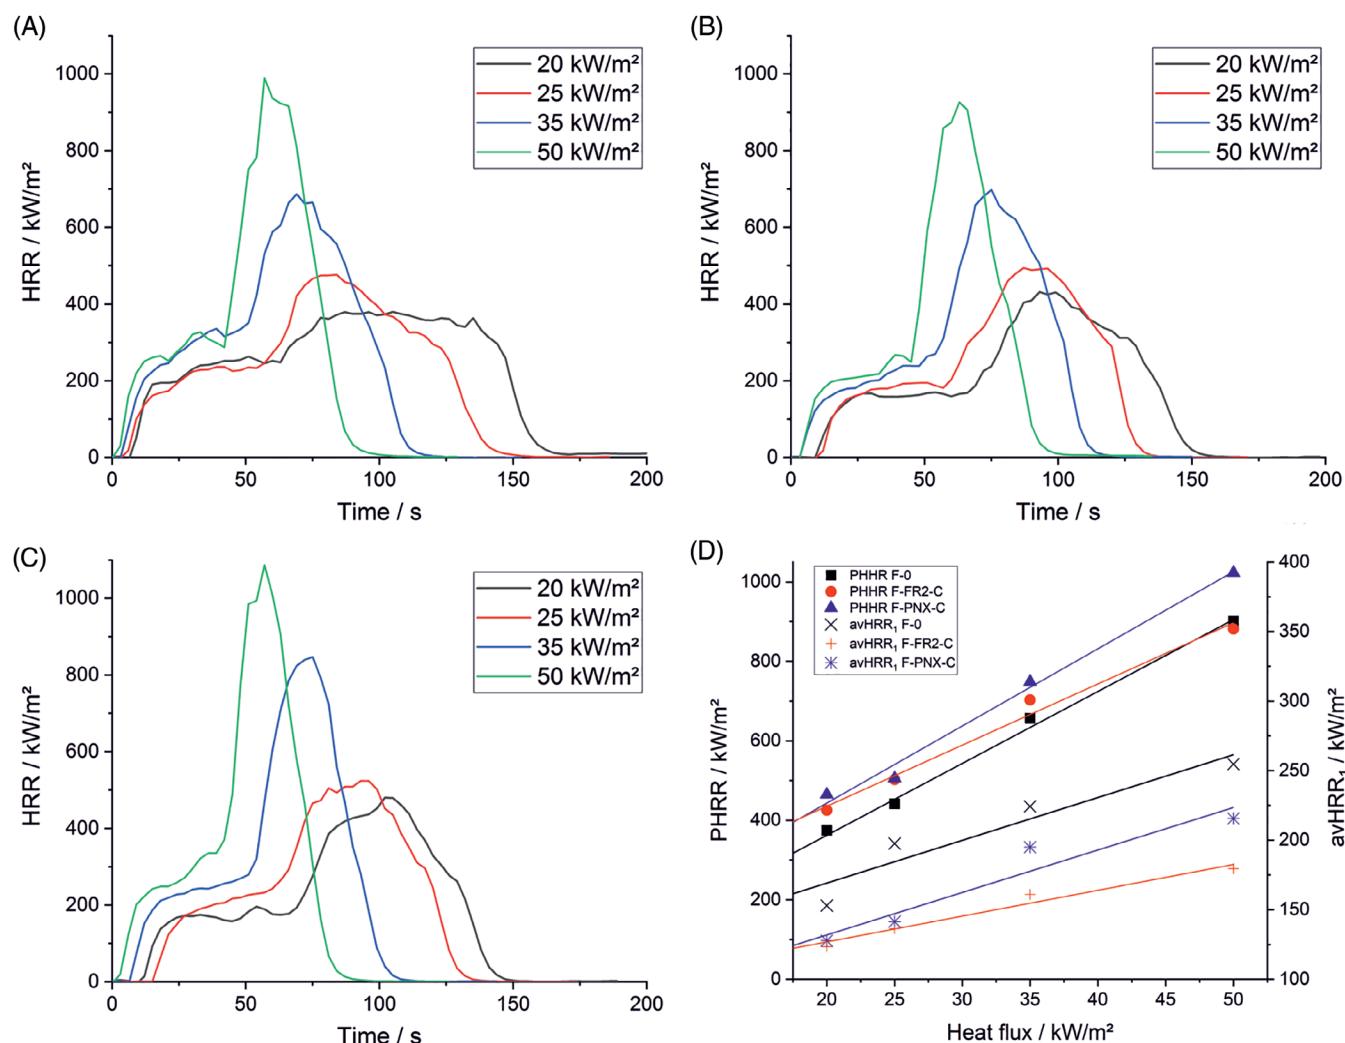 (A)
HRR / kW/m²
1000
800
600
400
200
0
20 kW/m²
25 kW/m²
35 kW/m²
50 kW/m²
0 50 100 150 200
Time / s
(B)
HRR / kW/m²
1000
800
600
400
200
0
20 kW/m²
25 kW/m²
35 kW/m²
50 kW/m²
0 50 100 150 200
Time / s
(C)
HRR / kW/m²
1000
800
600
400
200
0
20 kW/m²
25 kW/m²
35 kW/m²
50 kW/m²
0 50 100 150 200
Time / s
(D)
PHRR / kW/m²
1000
800
600
400
200
0
PHHR F-0
PHHR F-FR2-C
PHHR F-PNX-C
avHRR₁ F-0
avHRR₁ F-FR2-C
avHRR₁ F-PNX-C
400
350
300
250
200
150
100
avHRR₁ / kW/m²
20 25 30 35 40 45 50
Heat flux / kW/m²